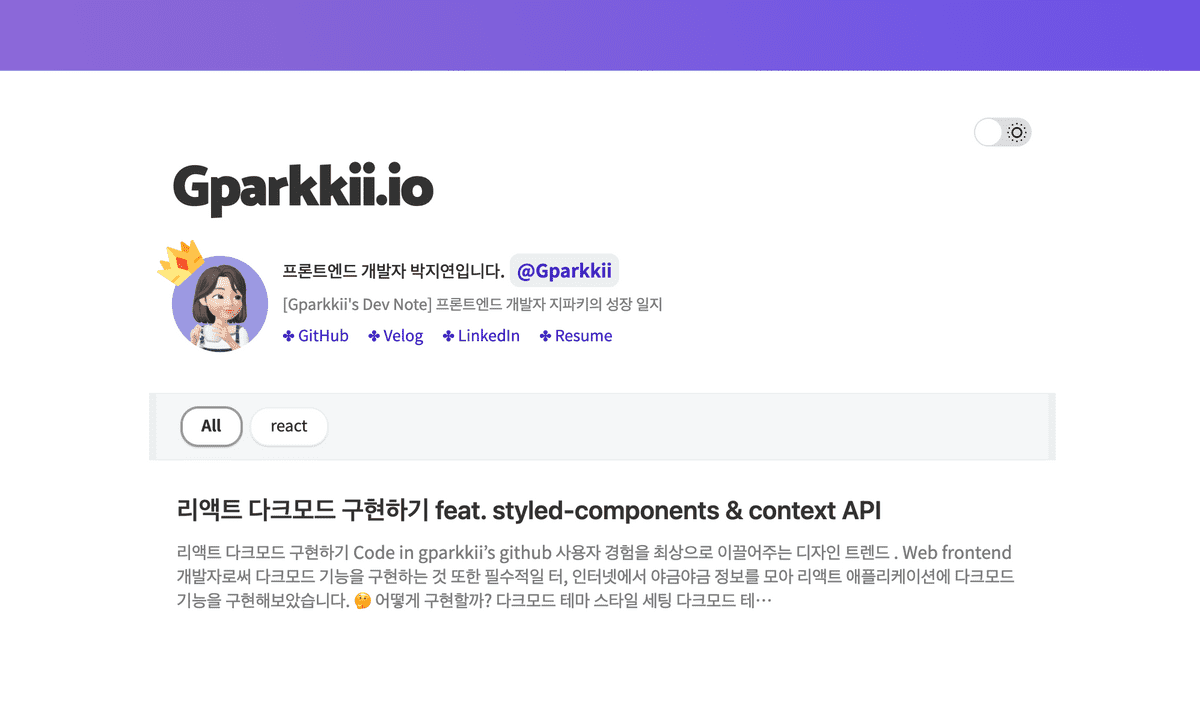 Gparkkii.io
프론트엔드 개발자 박지연입니다. @Gparkkii
[Gparkkii's Dev Note] 프론트엔드 개발자 지파키의 성장 일지
✤ GitHub ✤ Velog ✤ LinkedIn ✤ Resume
All react
리액트 다크모드 구현하기 feat. styled-components & context API
리액트 다크모드 구현하기 Code in gparkkii’s github 사용자 경험을 최상으로 이끌어주는 디자인 트렌드 . Web frontend
개발자로써 다크모드 기능을 구현하는 것 또한 필수적일 터, 인터넷에서 야금야금 정보를 모아 리액트 애플리케이션에 다크모드
기능을 구현해보았습니다. 🤔 어떻게 구현할까? 다크모드 테마 스타일 세팅 다크모드 테…